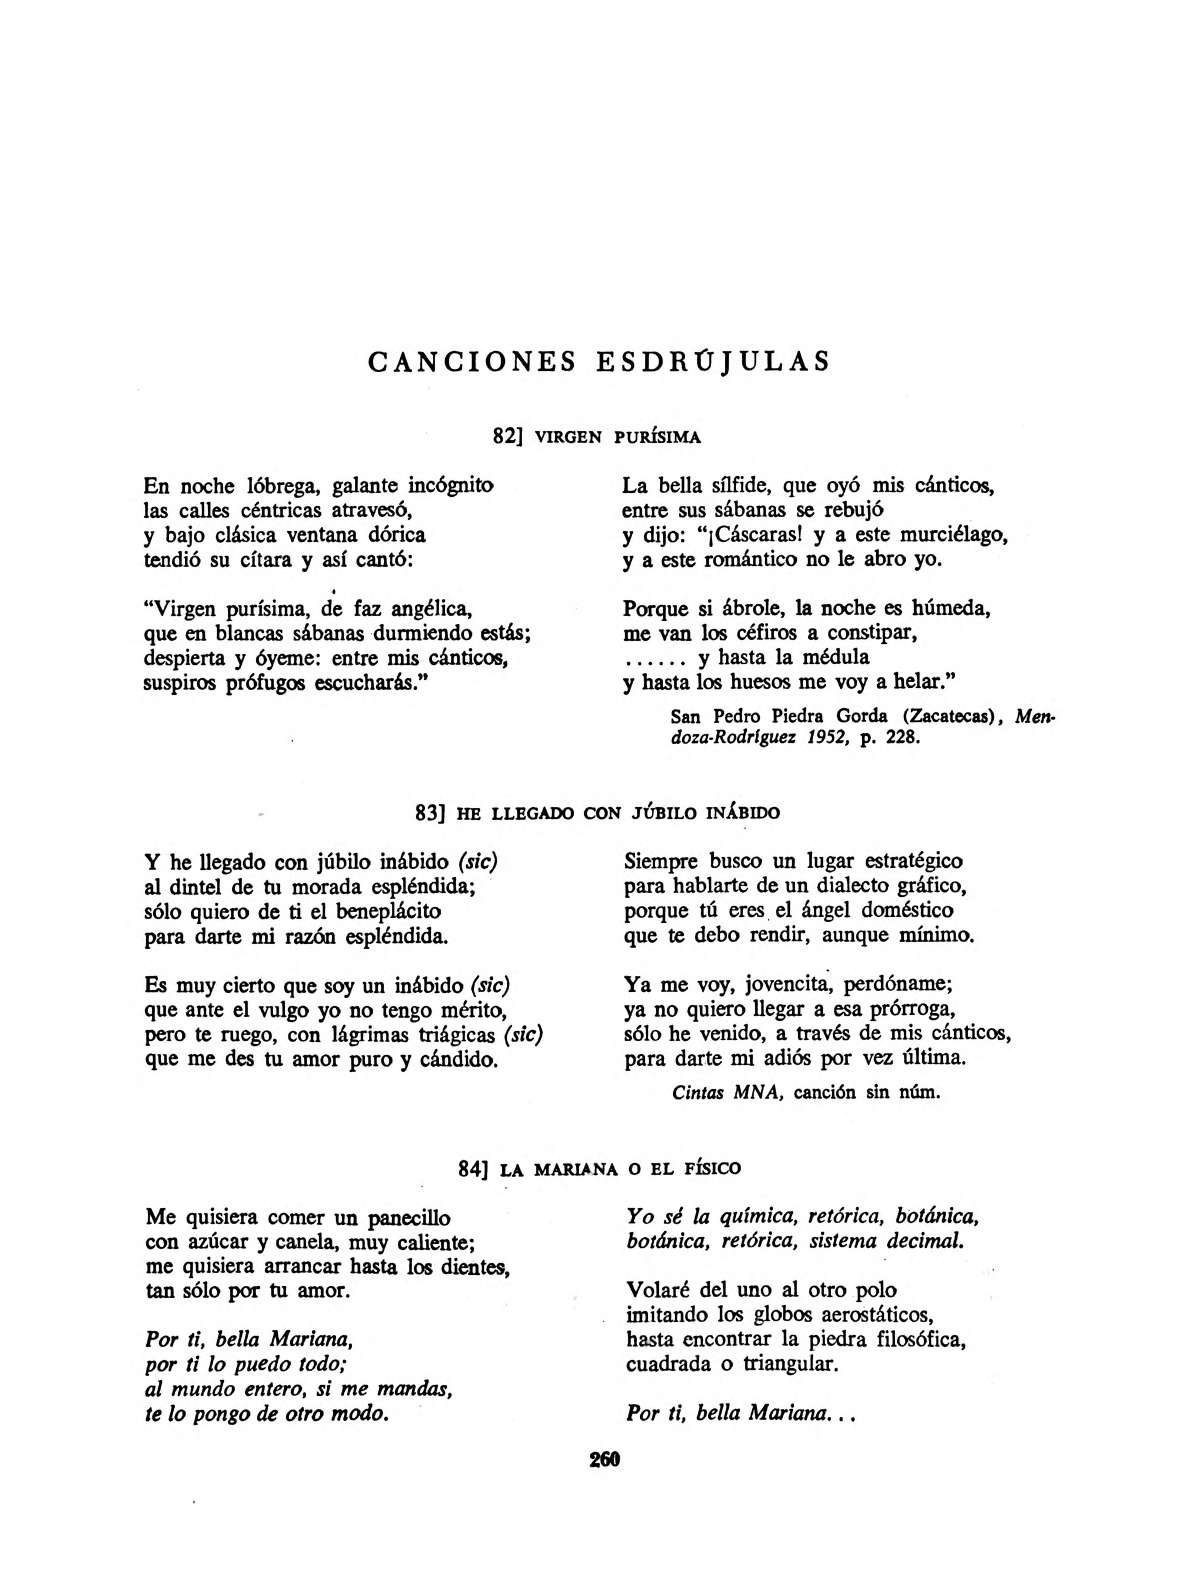 CANCIONES ESDRÚJULAS
82] VIRGEN PURÍSIMA
En noche lóbrega, galante incógnito
las calles céntricas atravesó,
y bajo clásica ventana dórica
tendió su cítara y así cantó:
“Virgen purísima, de faz angélica,
que en blancas sábanas durmiendo estás;
despierta y óyeme: entre mis cánticos,
suspiros prófugos escucharás.”
La bella sílfide, que oyó mis cánticos,
entre sus sábanas se rebujó
y dijo: “¡Cáscaras! y a este murciélago,
y a este romántico no le abro yo.
Porque si ábrole, la noche es húmeda,
me van los céfiros a constipar,
...... y hasta la médula
y hasta los huesos me voy a helar.”
San Pedro Piedra Gorda (Zacatecas), Men-
doza-Rodríguez 1952, p. 228.
83] HE LLEGADO CON JÚBILO INÁBIDO
Y he llegado con júbilo inábido (sic)
al dintel de tu morada espléndida;
sólo quiero de ti el beneplácito
para darte mi razón espléndida.
Es muy cierto que soy un inábido (sic)
que ante el vulgo yo no tengo mérito,
pero te ruego, con lágrimas triágicas (sic)
que me des tu amor puro y cándido.
Siempre busco un lugar estratégico
para hablarte de un dialecto gráfico,
porque tú eres el ángel doméstico
que te debo rendir, aunque mínimo.
Ya me voy, jovencita, perdóname;
ya no quiero llegar a esa prórroga,
sólo he venido, a través de mis cánticos,
para darte mi adiós por vez última.
Cintas MNA, canción sin núm.
84] LA MARIANA O EL FÍSICO
Me quisiera comer un panecillo
con azúcar y canela, muy caliente;
me quisiera arrancar hasta los dientes,
tan sólo por tu amor.
Por ti, bella Mariana,
por ti lo puedo todo;
al mundo entero, si me mandas,
te lo pongo de otro modo.
Yo sé la química, retórica, botánica,
botánica, retórica, sistema decimal.
Volaré del uno al otro polo
imitando los globos aerostáticos,
hasta encontrar la piedra filosófica,
cuadrada o triangular.
Por ti, bella Mariana...
260